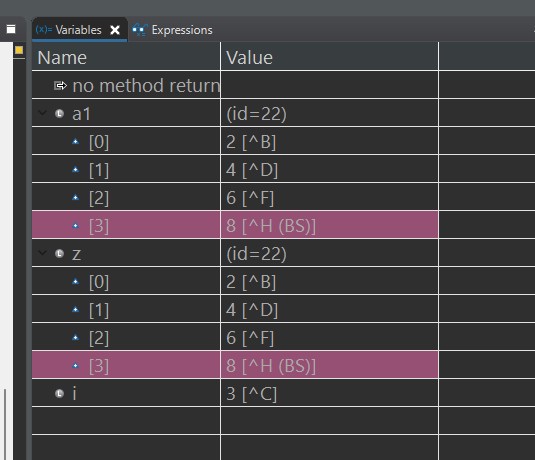 (x)= Variables Expressions
Name Value
no method return
a1 (id=22)
[0] 2 [^B]
[1] 4 [^D]
[2] 6 [^F]
[3] 8 [^H (BS)]
z (id=22)
[0] 2 [^B]
[1] 4 [^D]
[2] 6 [^F]
[3] 8 [^H (BS)]
i 3 [^C]